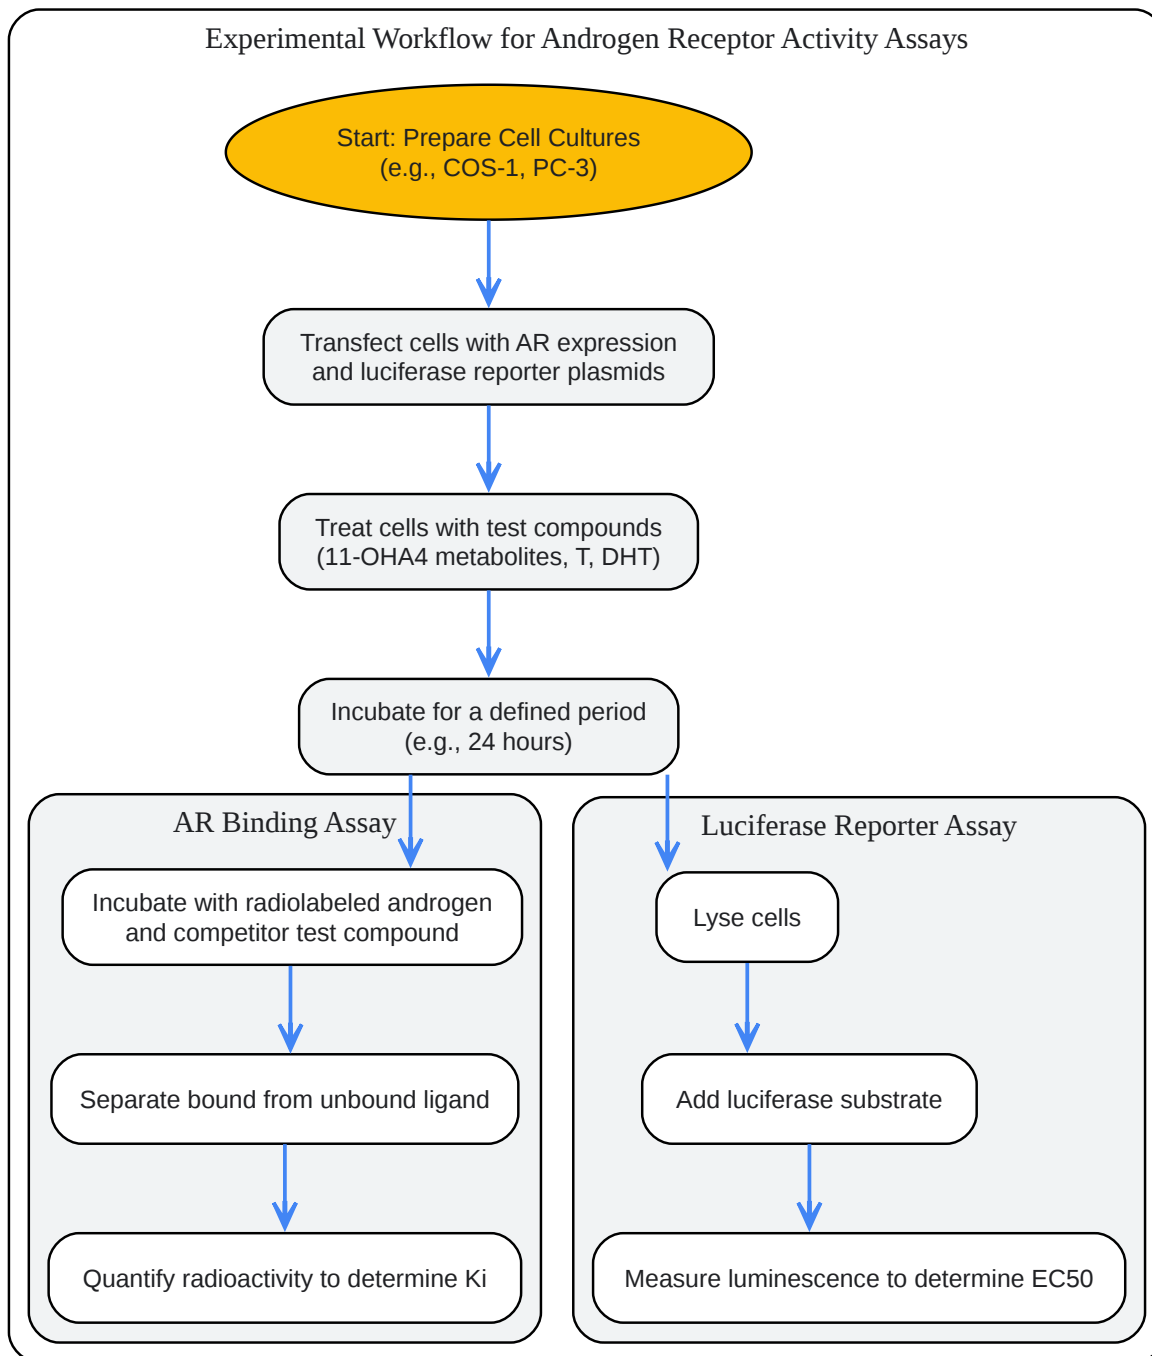 Experimental Workflow for Androgen Receptor Activity Assays
Start: Prepare Cell Cultures
(e.g., COS-1, PC-3)
Transfect cells with AR expression
and luciferase reporter plasmids
Treat cells with test compounds
(11-OHA4 metabolites, T, DHT)
Incubate for a defined period
(e.g., 24 hours)
AR Binding Assay
Incubate with radiolabeled androgen
and competitor test compound
Separate bound from unbound ligand
Quantify radioactivity to determine Ki
Luciferase Reporter Assay
Lyse cells
Add luciferase substrate
Measure luminescence to determine EC50